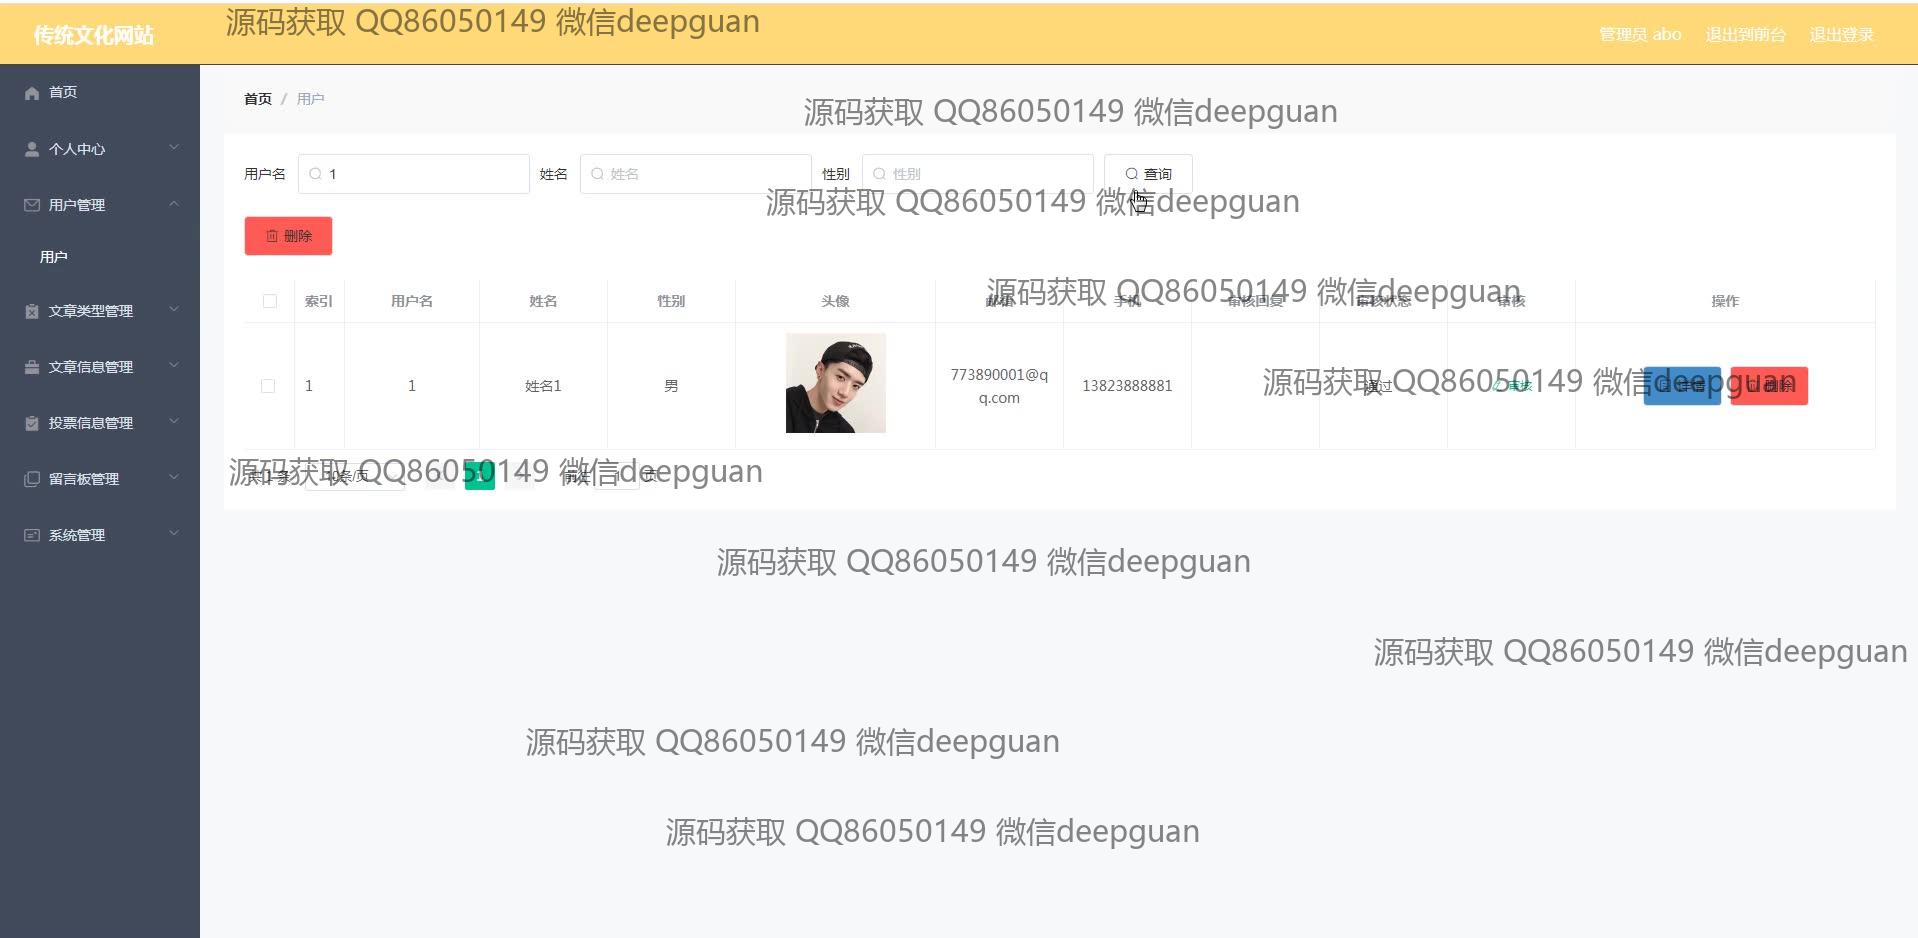 传统文化网站
源码获取 QQ86050149 微信deepguan
管理员 abo 退出到前台 退出登录
首页
个人中心
用户管理
用户
文章类型管理
文章信息管理
投票信息管理
留言板管理
系统管理
首页 / 用户
源码获取 QQ86050149 微信deepguan
用户名 1 姓名 姓名 性别 性别 查询
源码获取 QQ86050149 微信deepguan
删除
源码获取 QQ86050149 微信deepguan
索引 用户名 姓名 性别 头像 邮箱 手机 审核回复 审核状态 审核 操作
1 1 姓名1 男 773890001@q
q.com 13823888881 通过 审核 详情 删除
源码获取 QQ86050149 微信deepguan
源码获取 QQ86050149 微信deepguan
共 1 条 10条/页 1 前往 1 页
源码获取 QQ86050149 微信deepguan
源码获取 QQ86050149 微信deepguan
源码获取 QQ86050149 微信deepguan
源码获取 QQ86050149 微信deepguan